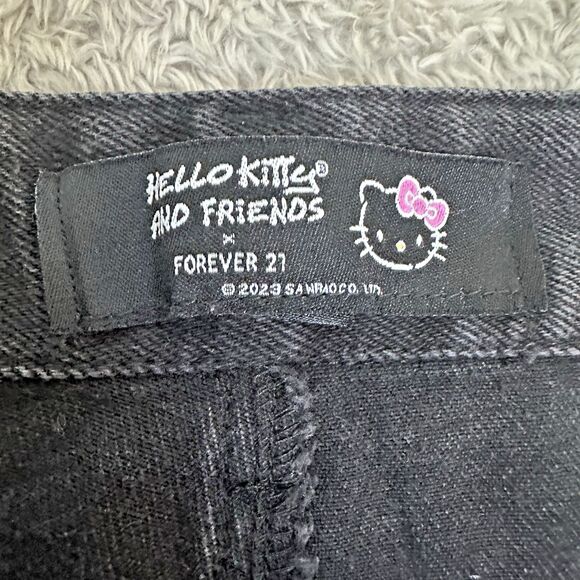 HELLO KiTTy®
AND FRiENDS
x
FOREVER 21
© 2023 SANRIO CO., LTD.